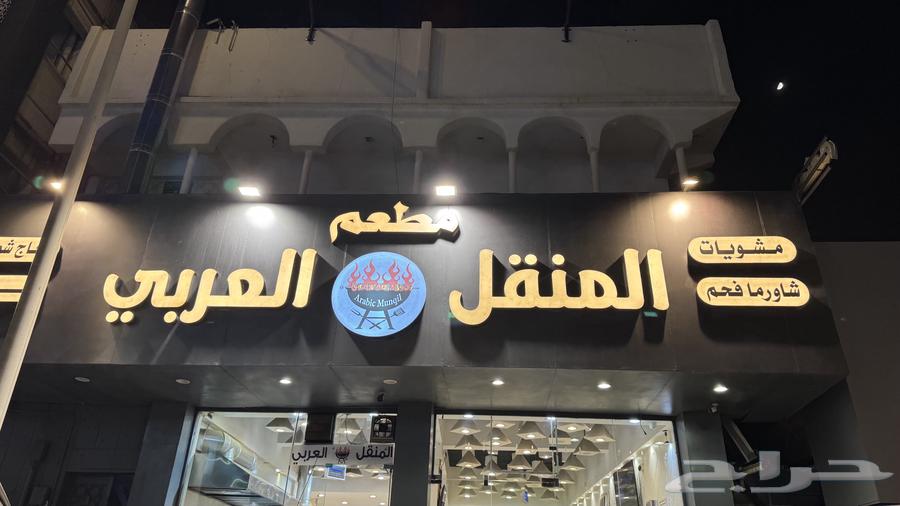 مطعم
المنقل العربي
Arabic Mungil
مشويات
شاورما فحم
المنقل العربي
حراج